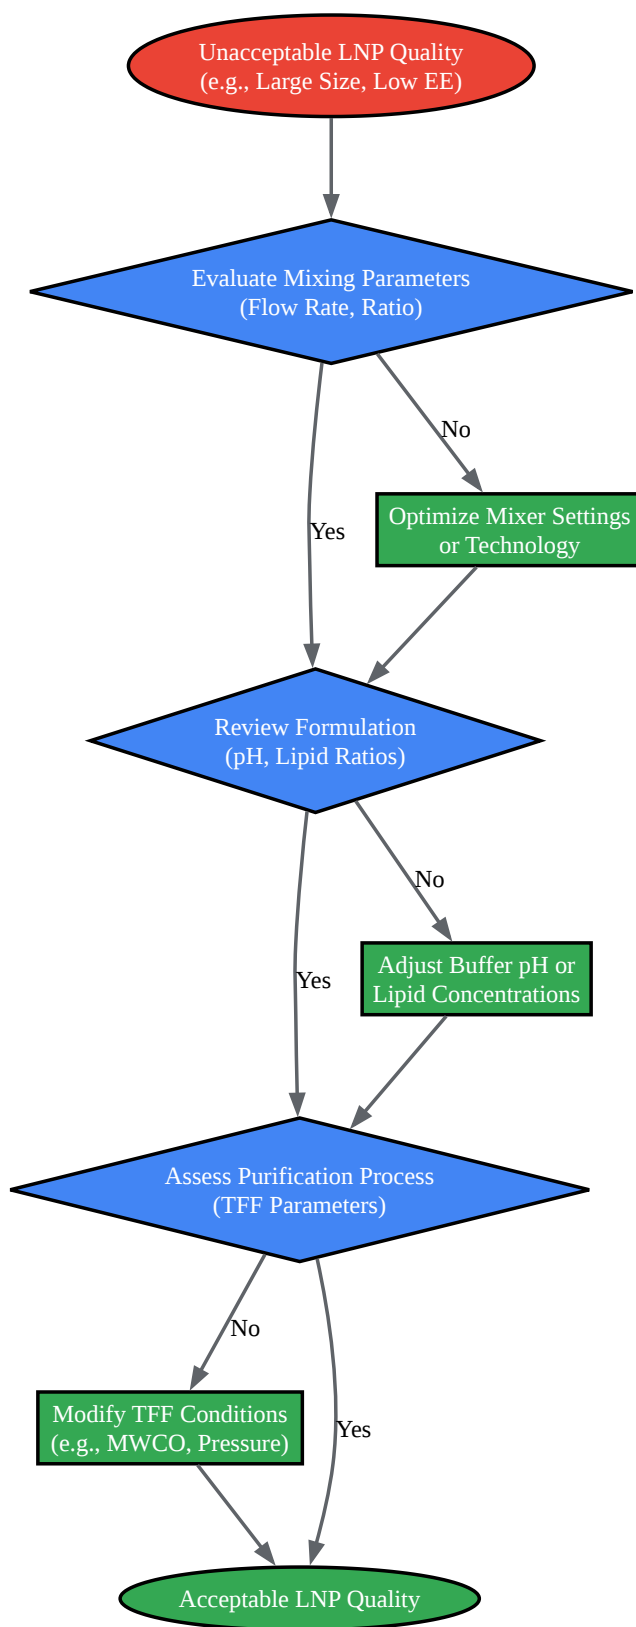 Unacceptable LNP Quality
(e.g., Large Size, Low EE)
Evaluate Mixing Parameters
(Flow Rate, Ratio)
No
Optimize Mixer Settings
or Technology
Yes
Review Formulation
(pH, Lipid Ratios)
No
Adjust Buffer pH or
Lipid Concentrations
Yes
Assess Purification Process
(TFF Parameters)
No
Modify TFF Conditions
(e.g., MWCO, Pressure)
Yes
Acceptable LNP Quality